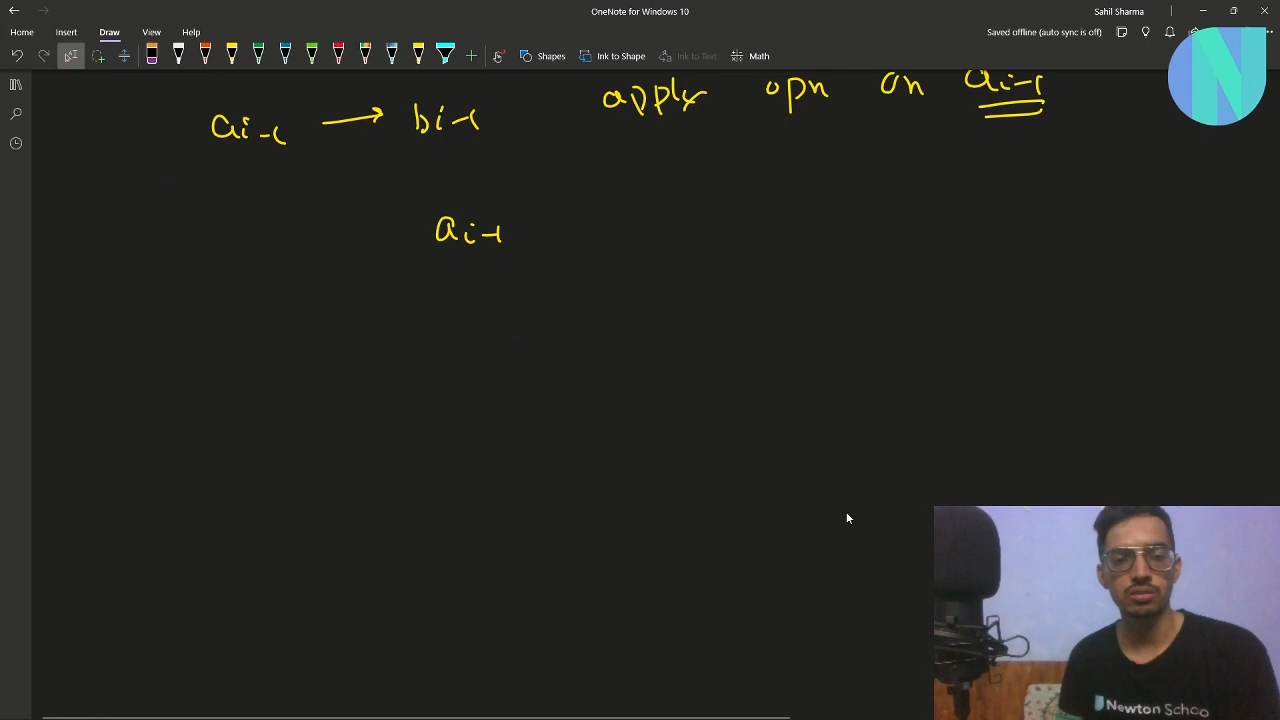 OneNote for Windows 10
Sahil Sharma
Home Insert Draw View Help
Saved offline (auto sync is off)
Shapes Ink to Shape Ink to Text Math
apply opn on ai-1
ai-1 → bi-1
ai-1
Newton Schoo